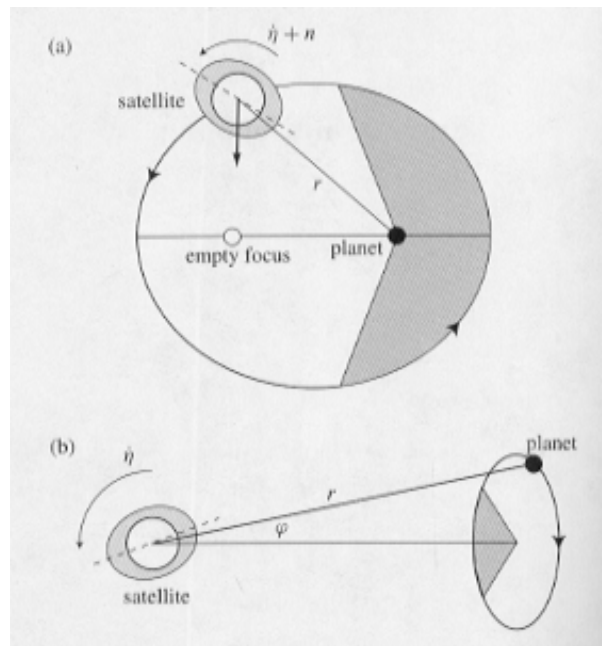 (a)
η̇ + n
satellite
r
empty focus
planet
(b)
η̇
planet
r
φ
satellite